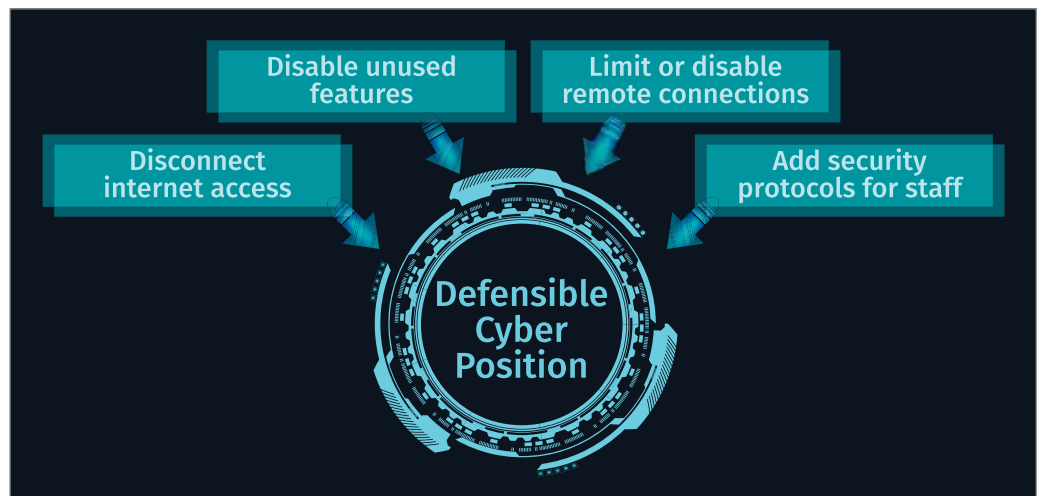 Disable unused
features
Limit or disable
remote connections
Disconnect
internet access
Add security
protocols for staff
Defensible
Cyber
Position